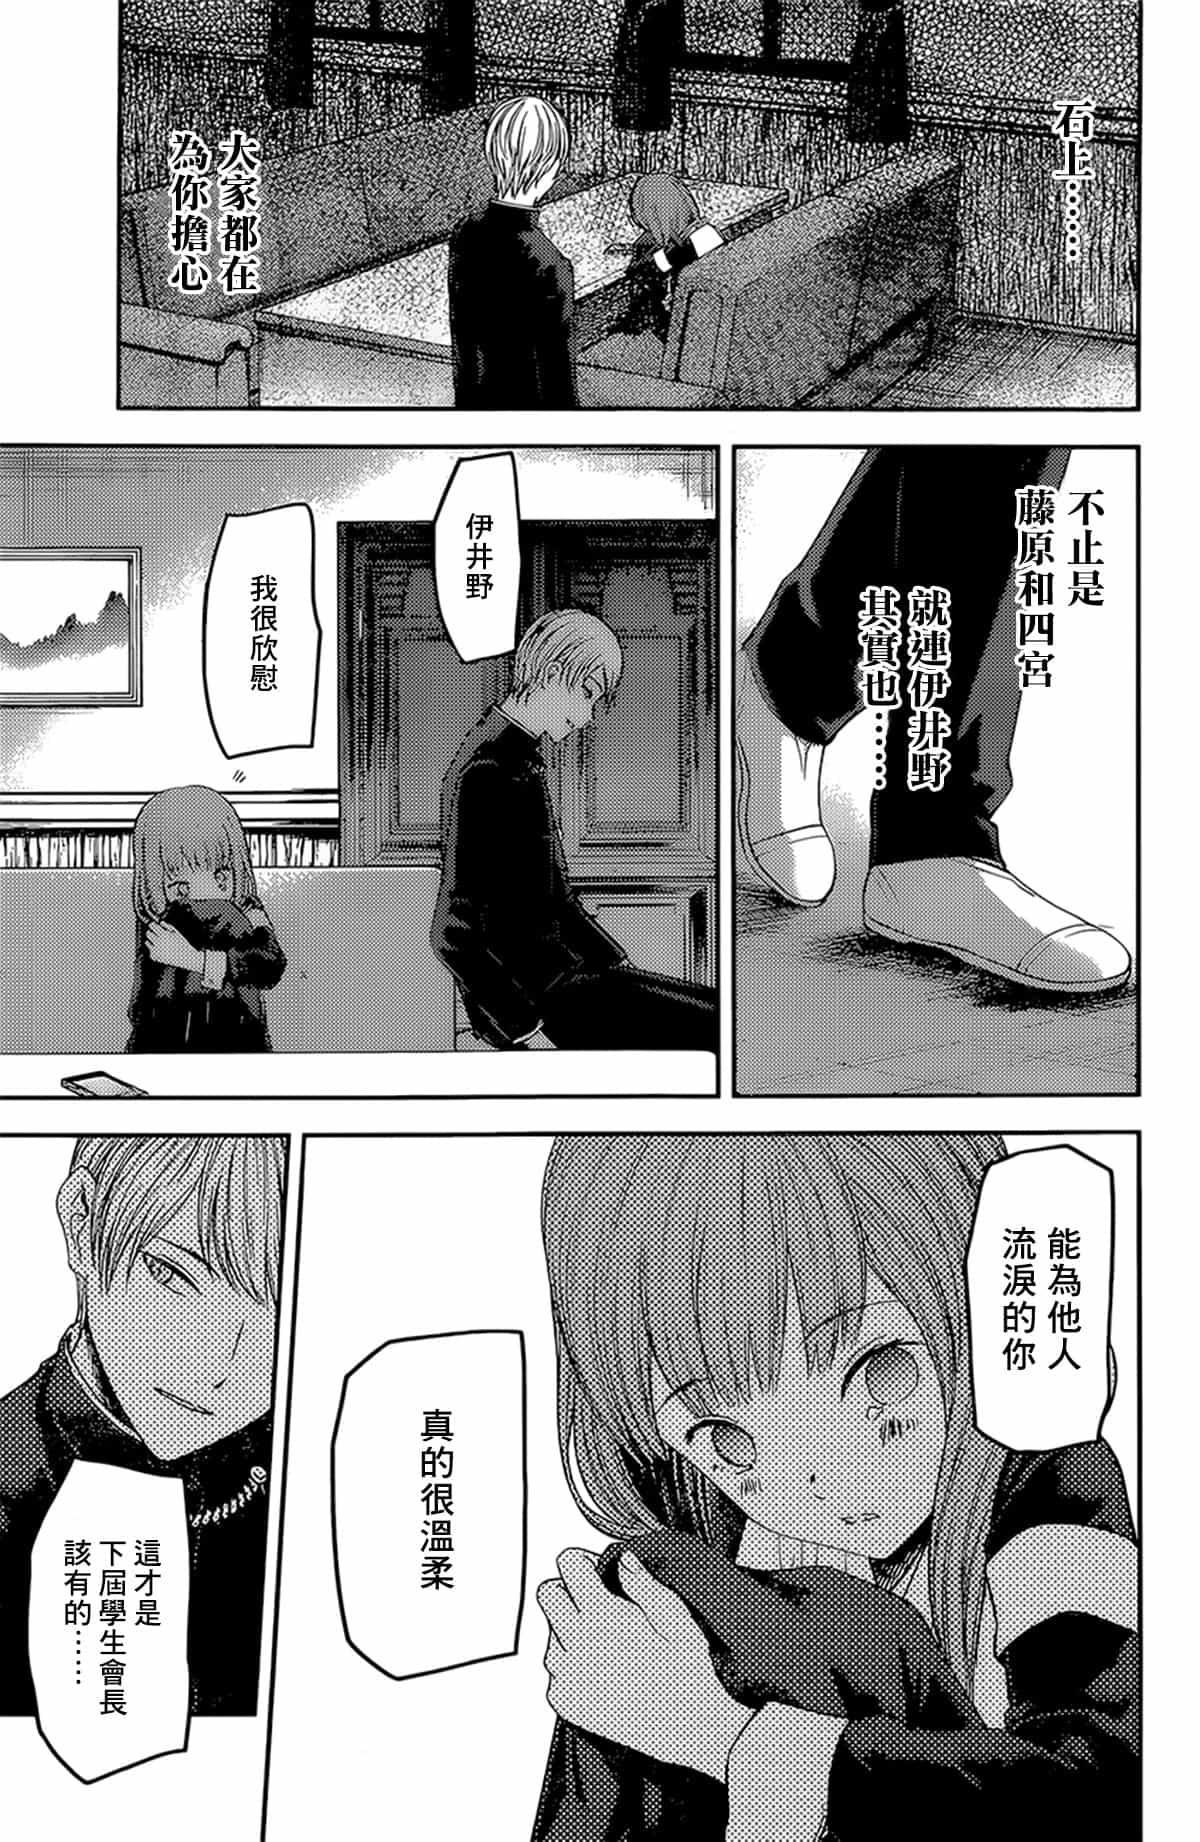 石上……
大家都在
為你擔心
不止是
藤原和四宮
就連伊井野
其實也……
伊井野
我很欣慰
能為他人
流淚的你
真的很溫柔
這才是
下屆學生會長
該有的……